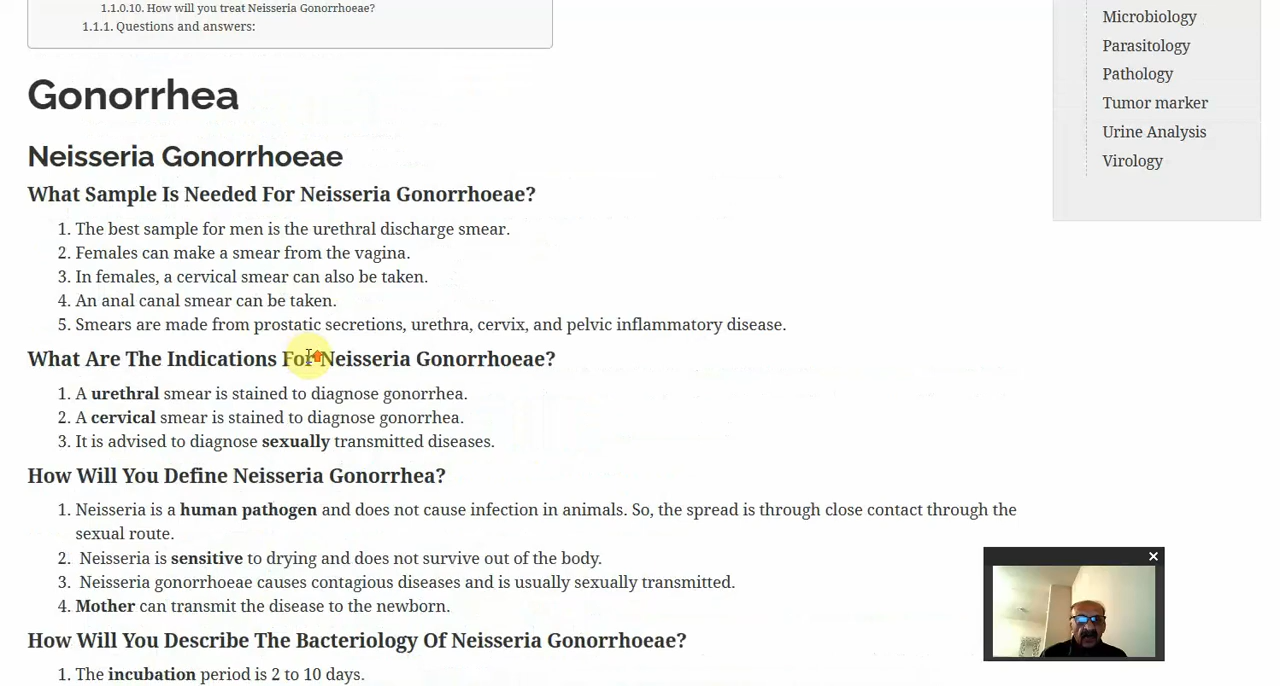 1.1.0.10. How will you treat Neisseria Gonorrhoeae?
1.1.1. Questions and answers:
Gonorrhea
Neisseria Gonorrhoeae
What Sample Is Needed For Neisseria Gonorrhoeae?
1. The best sample for men is the urethral discharge smear.
2. Females can make a smear from the vagina.
3. In females, a cervical smear can also be taken.
4. An anal canal smear can be taken.
5. Smears are made from prostatic secretions, urethra, cervix, and pelvic inflammatory disease.
What Are The Indications For Neisseria Gonorrhoeae?
1. A urethral smear is stained to diagnose gonorrhea.
2. A cervical smear is stained to diagnose gonorrhea.
3. It is advised to diagnose sexually transmitted diseases.
How Will You Define Neisseria Gonorrhea?
1. Neisseria is a human pathogen and does not cause infection in animals. So, the spread is through close contact through the
sexual route.
2. Neisseria is sensitive to drying and does not survive out of the body.
3. Neisseria gonorrhoeae causes contagious diseases and is usually sexually transmitted.
4. Mother can transmit the disease to the newborn.
How Will You Describe The Bacteriology Of Neisseria Gonorrhoeae?
1. The incubation period is 2 to 10 days.
Microbiology
Parasitology
Pathology
Tumor marker
Urine Analysis
Virology